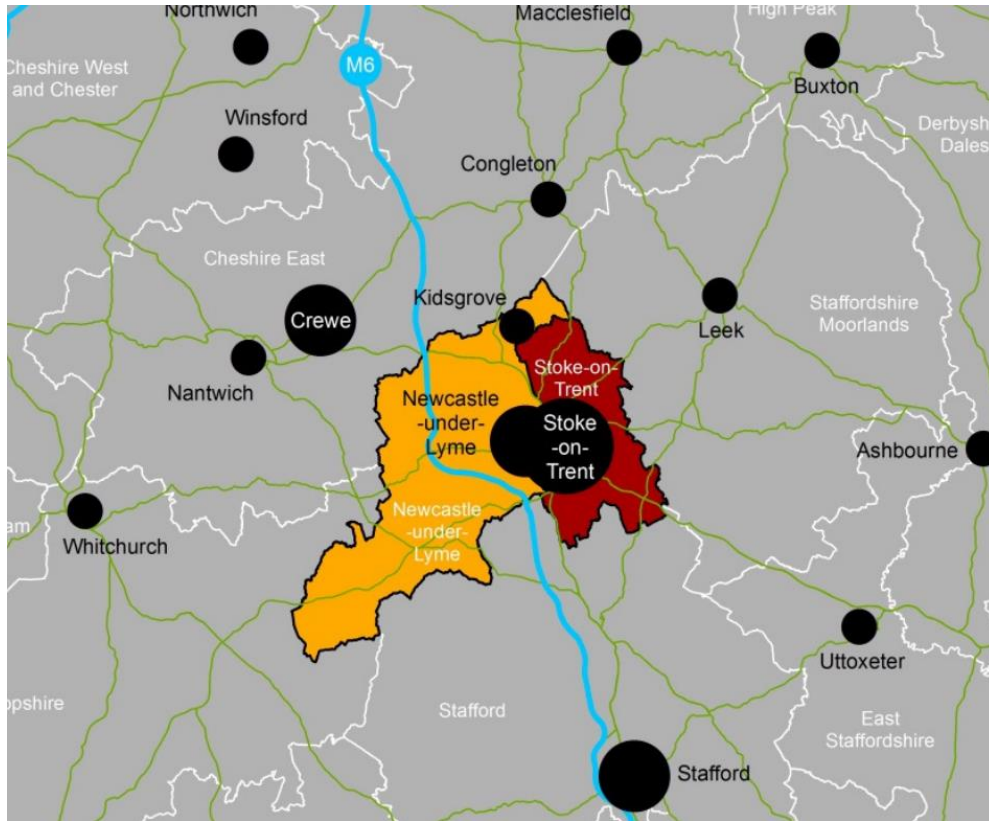 Northwich
Macclesfield
High Peak
M6
Cheshire West
and Chester
Buxton
Winsford
Derbysh
Dales
Congleton
Cheshire East
Kidsgrove
Staffordshire
Moorlands
Crewe
Leek
Nantwich
Stoke-on-
Trent
Newcastle
-under-
Lyme
Stoke
-on-
Trent
Ashbourne
Newcastle
-under-
Lyme
am
Whitchurch
Uttoxeter
opshire
Stafford
East
Staffordshire
Stafford